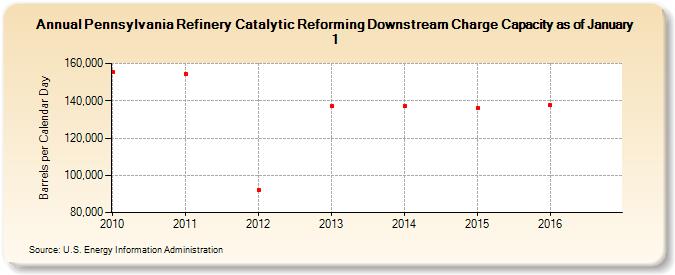 Annual Pennsylvania Refinery Catalytic Reforming Downstream Charge Capacity as of January
1
Barrels per Calendar Day
160,000
140,000
120,000
100,000
80,000
2010 2011 2012 2013 2014 2015 2016
Source: U.S. Energy Information Administration